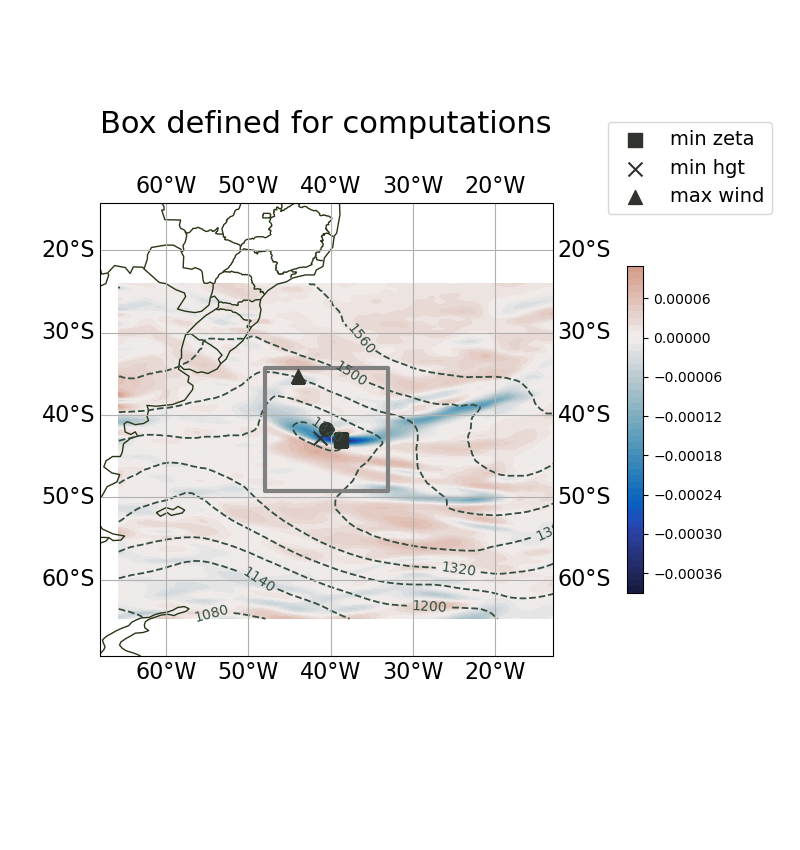 Box defined for computations
min zeta
min hgt
max wind
60°W 50°W 40°W 30°W 20°W
20°S 20°S
30°S 30°S
40°S 40°S
50°S 50°S
60°S 60°S
1560
1500
1320
1140
1200
1080
60°W 50°W 40°W 30°W 20°W
0.00006
0.00000
−0.00006
−0.00012
−0.00018
−0.00024
−0.00030
−0.00036